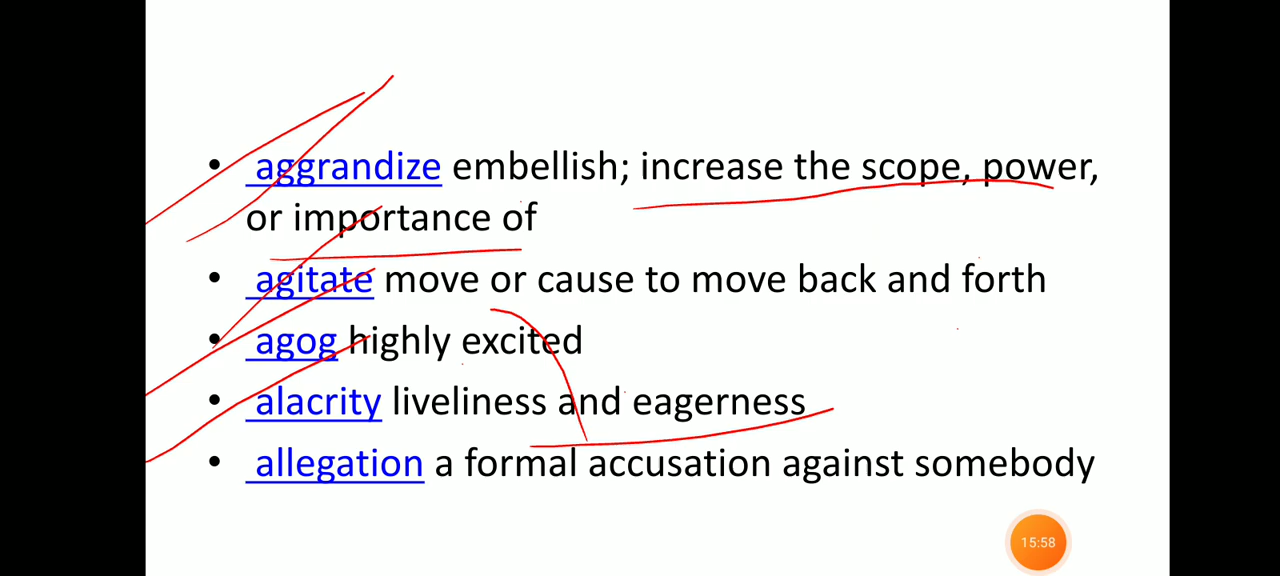 • aggrandize embellish; increase the scope, power,
or importance of
• agitate move or cause to move back and forth
• agog highly excited
• alacrity liveliness and eagerness
• allegation a formal accusation against somebody
15:58